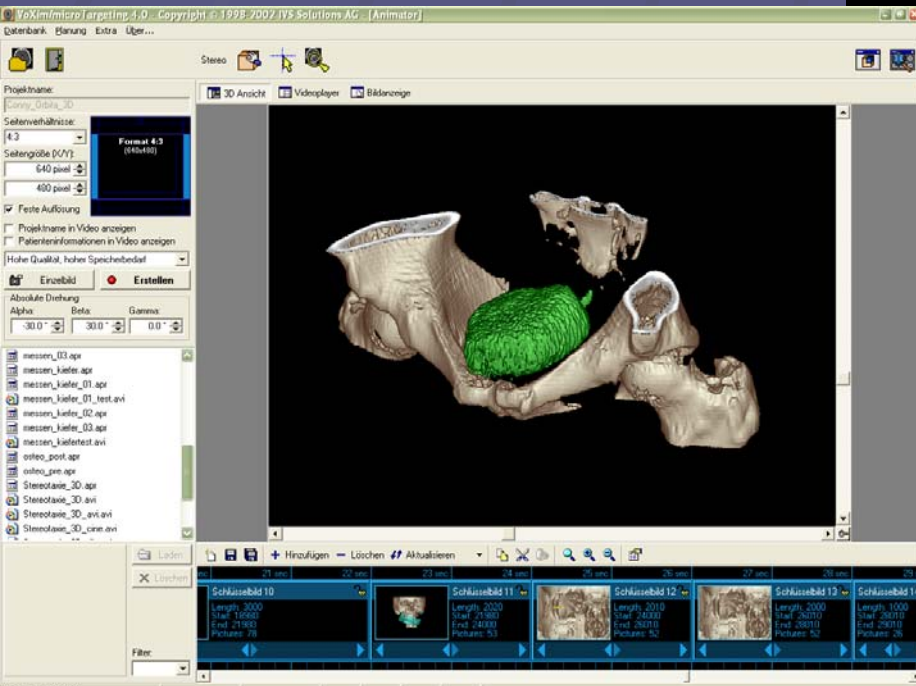 VoXim/microTargeting 4.0 - Copyright © 1998-2002 IVS Solutions AG - [Animator]
Datenbank Planung Extra Über...
Stereo
Projektname:
Conny_Orbita_3D
Seitenverhältnisse:
4:3
Format 4:3
(640x480)
Seitengröße (X/Y):
640 pixel
480 pixel
Feste Auflösung
Projektname in Video anzeigen
Patienteninformationen in Video anzeigen
Hohe Qualität, hoher Speicherbedarf
Einzelbild Erstellen
Absolute Drehung
Alpha: Beta: Gamma:
-30.0 ° 30.0 ° 0.0 °
messen_03.apr
messen_kiefer.apr
messen_kiefer_01.apr
messen_kiefer_01_test.avi
messen_kiefer_02.apr
messen_kiefer_03.apr
messen_kiefertest.avi
osteo_post.apr
osteo_pre.apr
Stereotaxie_3D.apr
Stereotaxie_3D.avi
Stereotaxie_3D_avi.avi
Stereotaxie_3D_cine.avi
Laden
Löschen
Filter:
3D Ansicht Videoplayer Bildanzeige
Hinzufügen Löschen Aktualisieren
sec 21 sec 22 sec 23 sec 24 sec 25 sec 26 sec 27 sec 28 sec 29
Schlüsselbild 10
Length: 3000
Start: 18980
End: 21980
Pictures: 78
Schlüsselbild 11
Length: 2020
Start: 21980
End: 24000
Pictures: 53
Schlüsselbild 12
Length: 2010
Start: 24000
End: 26010
Pictures: 52
Schlüsselbild 13
Length: 2000
Start: 26010
End: 28010
Pictures: 52
Schlüsselbild 14
Length: 1000
Start: 28010
End: 29010
Pictures: 26